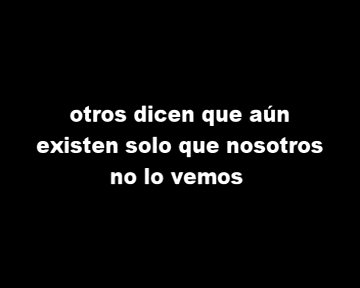 otros dicen que aún
existen solo que nosotros
no lo vemos